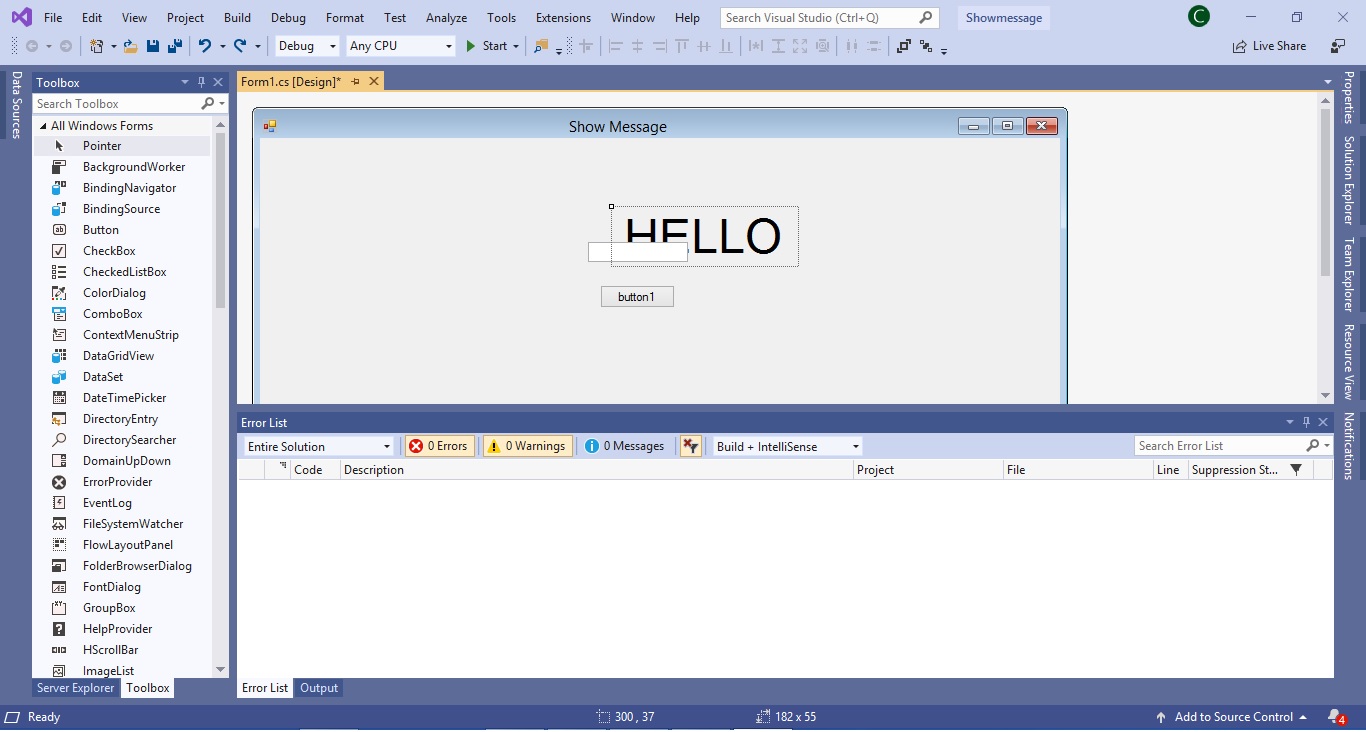 File Edit View Project Build Debug Format Test Analyze Tools Extensions Window Help Search Visual Studio (Ctrl+Q) Showmessage C
Debug Any CPU Start Live Share
Data Sources
Toolbox
Search Toolbox
All Windows Forms
Pointer
BackgroundWorker
BindingNavigator
BindingSource
Button
CheckBox
CheckedListBox
ColorDialog
ComboBox
ContextMenuStrip
DataGridView
DataSet
DateTimePicker
DirectoryEntry
DirectorySearcher
DomainUpDown
ErrorProvider
EventLog
FileSystemWatcher
FlowLayoutPanel
FolderBrowserDialog
FontDialog
GroupBox
HelpProvider
HScrollBar
ImageList
Server Explorer Toolbox
Form1.cs [Design]*
Show Message
HELLO
button1
Error List
Entire Solution 0 Errors 0 Warnings 0 Messages Build + IntelliSense Search Error List
Code Description Project File Line Suppression St...
Error List Output
Properties
Solution Explorer
Team Explorer
Resource View
Notifications
Ready 300 , 37 182 x 55 Add to Source Control 4